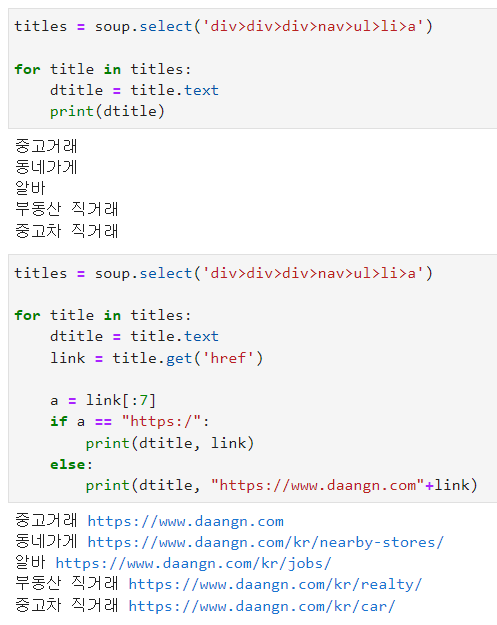 titles = soup.select('div>div>div>nav>ul>li>a')
for title in titles:
    dtitle = title.text
    print(dtitle)
중고거래
동네가게
알바
부동산 직거래
중고차 직거래
titles = soup.select('div>div>div>nav>ul>li>a')
for title in titles:
    dtitle = title.text
    link = title.get('href')
    a = link[:7]
    if a == "https:/":
        print(dtitle, link)
    else:
        print(dtitle, "https://www.daangn.com"+link)
중고거래 https://www.daangn.com
동네가게 https://www.daangn.com/kr/nearby-stores/
알바 https://www.daangn.com/kr/jobs/
부동산 직거래 https://www.daangn.com/kr/realty/
중고차 직거래 https://www.daangn.com/kr/car/